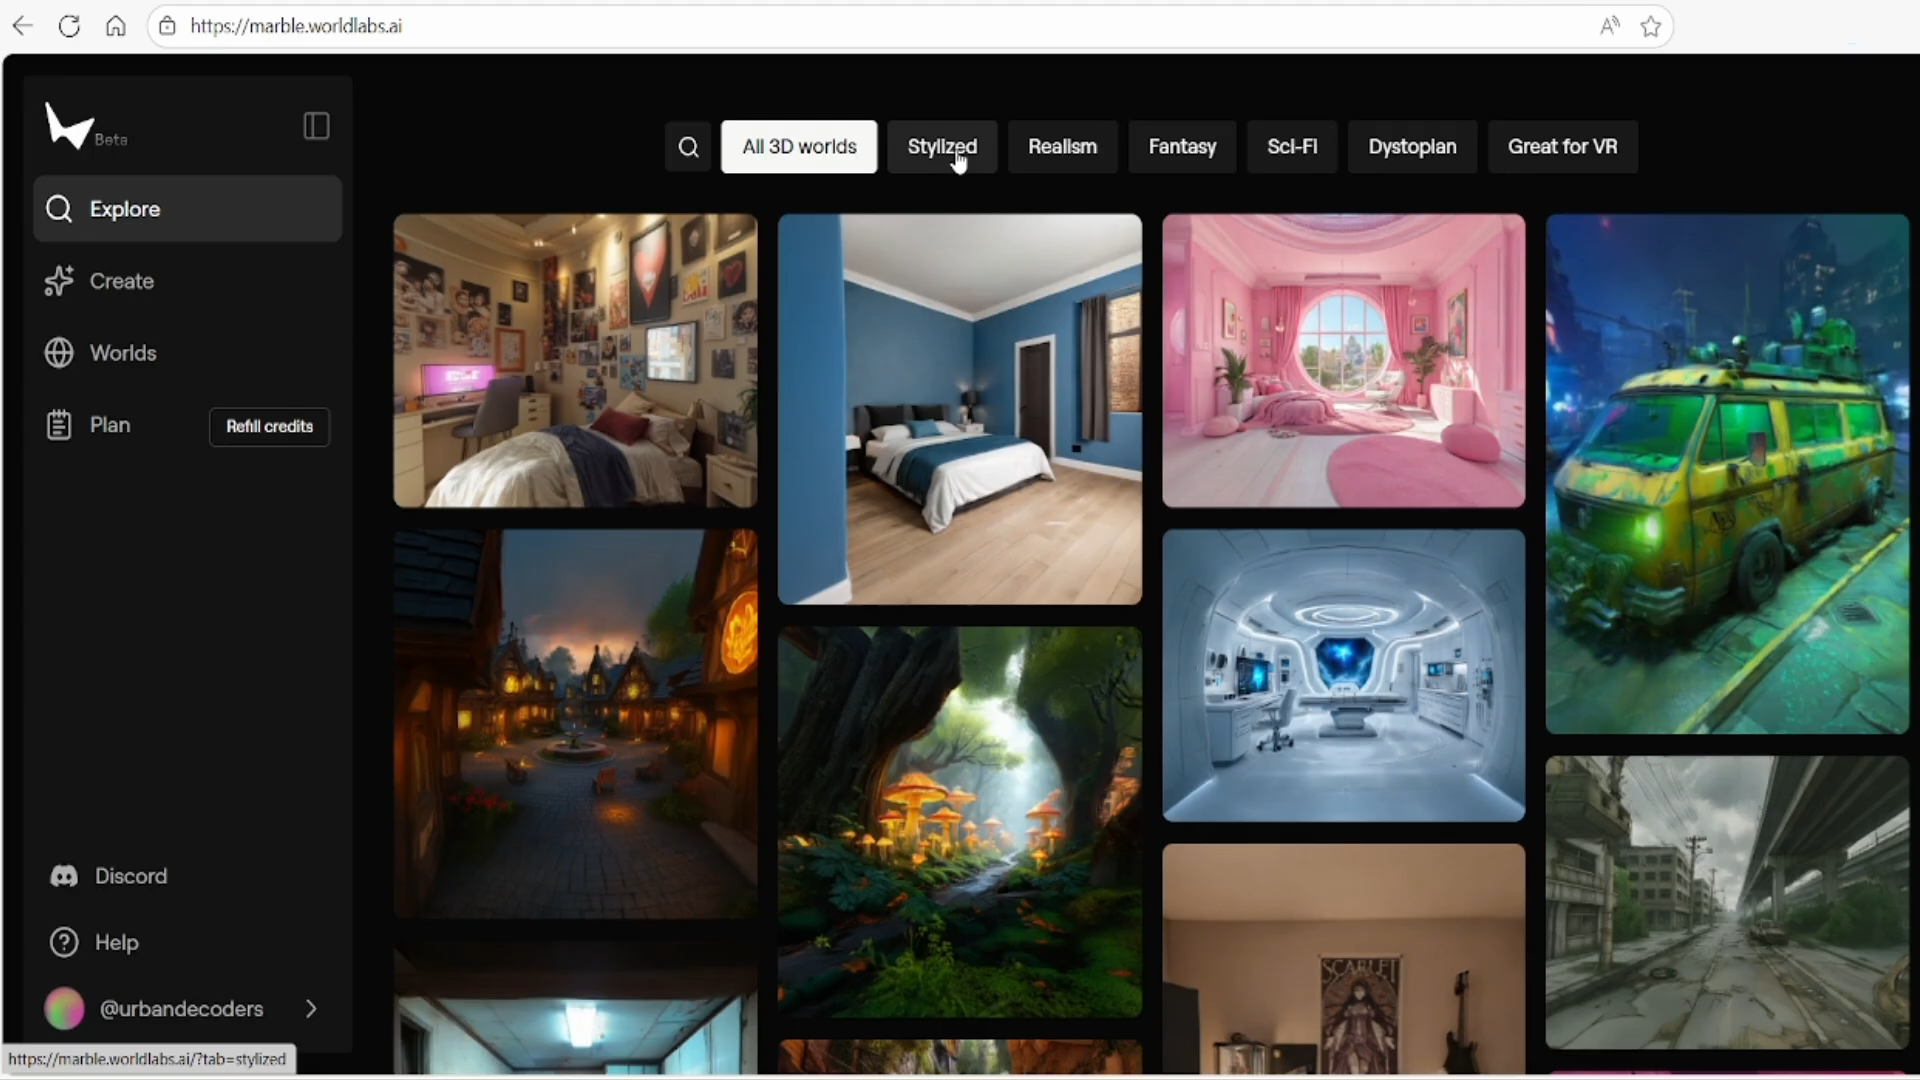 https://marble.worldlabs.ai
Beta
All 3D worlds
Stylized
Realism
Fantasy
Sci-Fi
Dystopian
Great for VR
Explore
Create
Worlds
Plan
Refill credits
SCARLET
Discord
Help
@urbandecoders
https://marble.worldlabs.ai/?tab=stylized